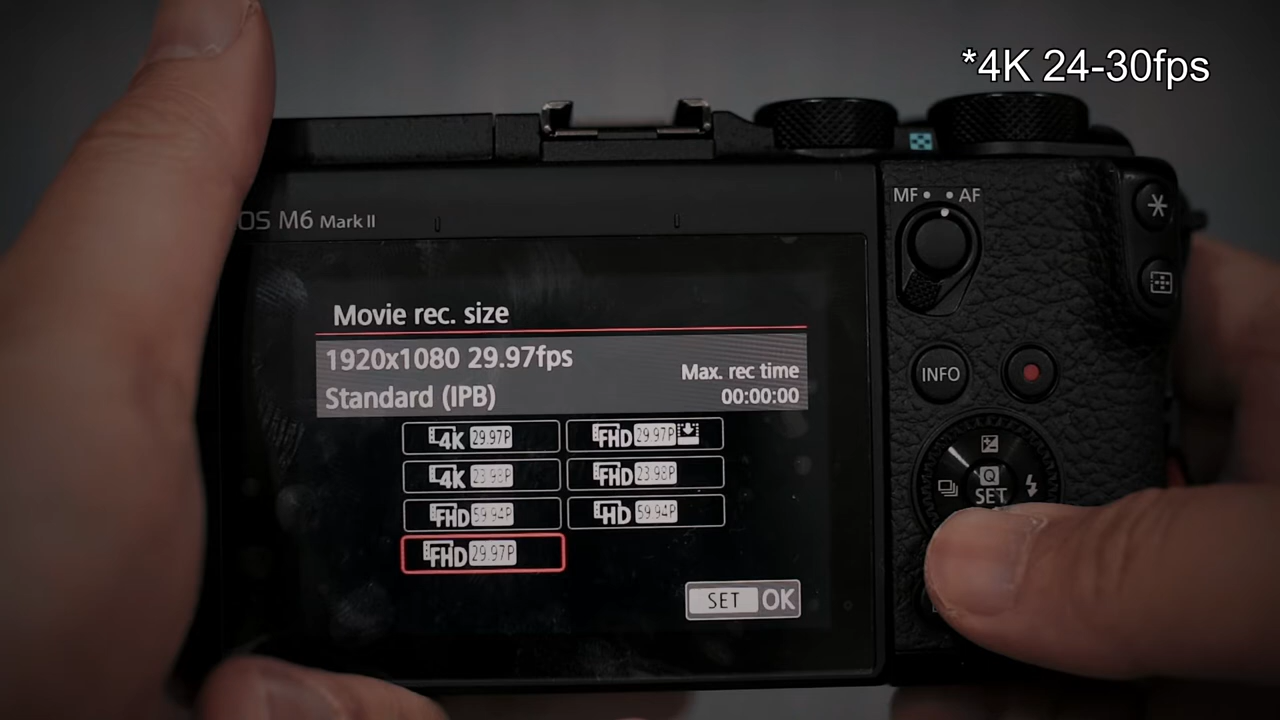 *4K 24-30fps
OS M6 Mark II
MF AF
Movie rec. size
1920x1080 29.97fps
Standard (IPB)
Max. rec time
00:00:00
4K 29.97P
FHD 29.97P
4K 23.98P
FHD 23.98P
FHD 59.94P
HD 59.94P
FHD 29.97P
SET OK
INFO
Q
SET